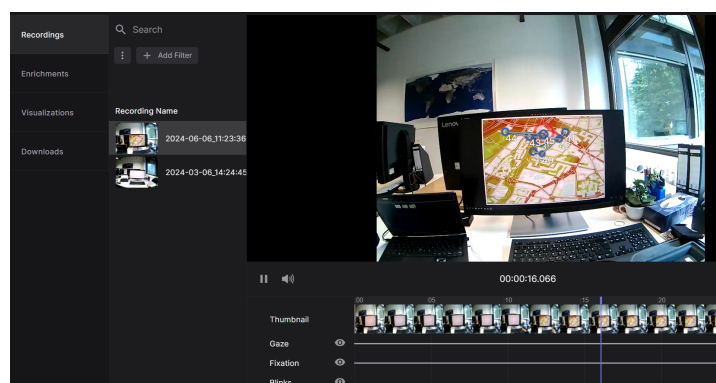 Recordings
Enrichments
Visualizations
Downloads
Search
+ Add Filter
Recording Name
2024-06-06_11:23:36
2024-03-06_14:24:45
Lenov
00:00:16.066
:00
05
10
15
20
Thumbnail
Gaze
Fixation
Blinks